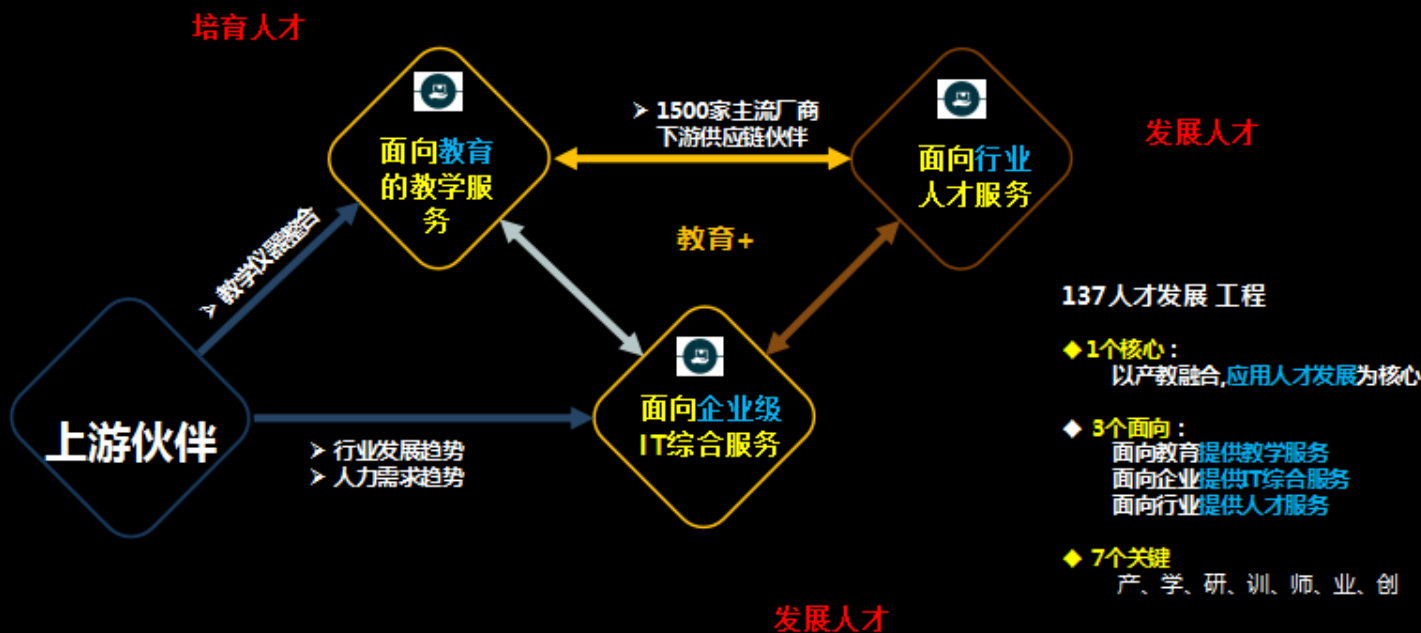 培育人才
➢ 1500家主流厂商
下游供应链伙伴
发展人才
面向教育
的教学服
务
面向行业
人才服务
教育+
➢ 教学仪器整合
137人才发展 工程
◆1个核心：
以产教融合,应用人才发展为核心
上游伙伴
面向企业级
IT综合服务
➢ 行业发展趋势
➢ 人力需求趋势
◆ 3个面向：
面向教育提供教学服务
面向企业提供IT综合服务
面向行业提供人才服务
◆ 7个关键
产、学、研、训、师、业、创
发展人才